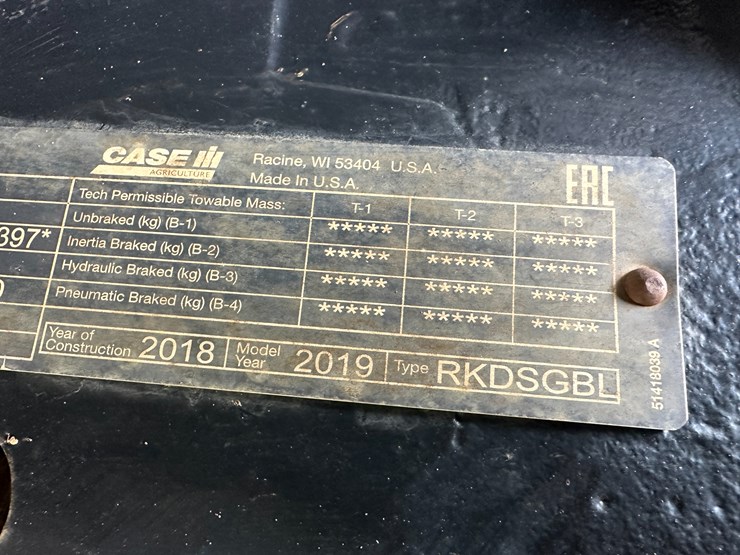 CASE IH
AGRICULTURE
Racine, WI 53404 U.S.A.
Made In U.S.A.
EAC
Tech Permissible Towable Mass: T-1 T-2 T-3
Unbraked (kg) (B-1) ***** ***** *****
397* Inertia Braked (kg) (B-2) ***** ***** *****
Hydraulic Braked (kg) (B-3) ***** ***** *****
Pneumatic Braked (kg) (B-4) ***** ***** *****
Year of
Construction 2018 Model
Year 2019 Type RKDSGBL
51418039 A